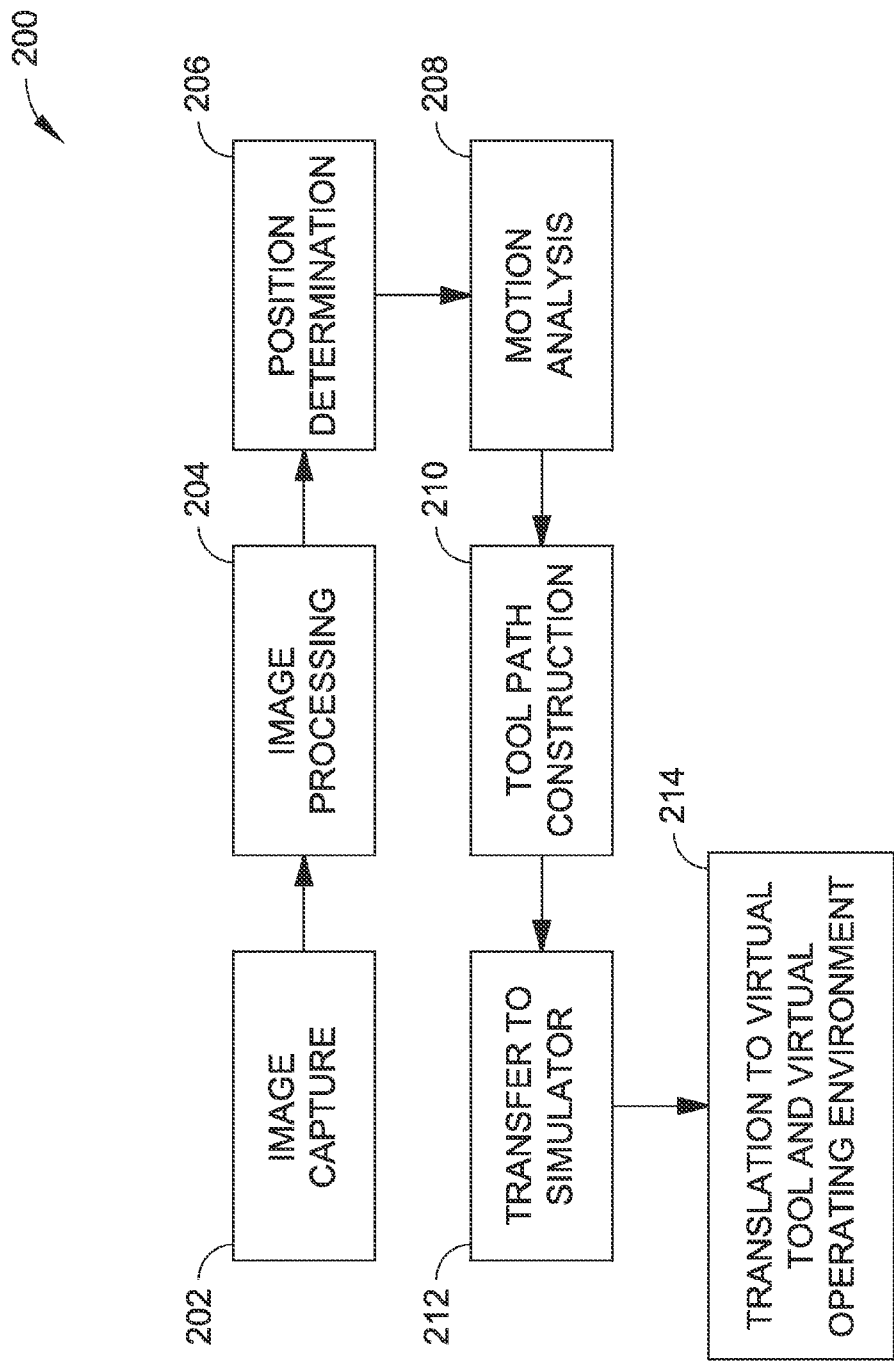 200
202
IMAGE
CAPTURE
204
IMAGE
PROCESSING
206
POSITION
DETERMINATION
208
MOTION
ANALYSIS
210
TOOL PATH
CONSTRUCTION
212
TRANSFER TO
SIMULATOR
214
TRANSLATION TO VIRTUAL
TOOL AND VIRTUAL
OPERATING ENVIRONMENT